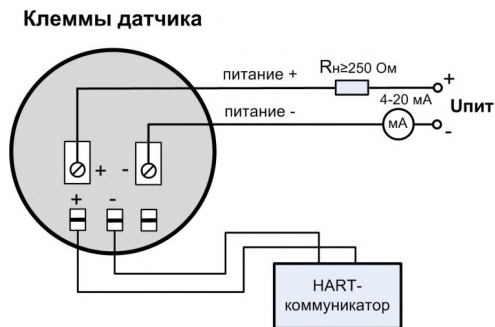 Клеммы датчика
питание +
Rн≥250 Ом
+
питание -
4-20 мА
Uпит
мА
-
+ -
+ -
HART-
коммуникатор